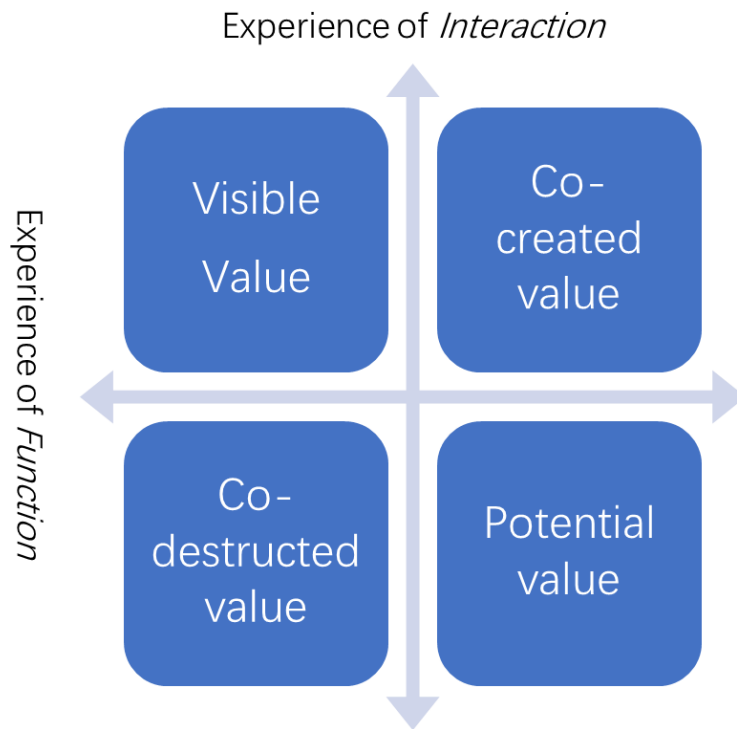 Experience of Interaction
Experience of Function
Visible
Value
Co-
created
value
Co-
destructed
value
Potential
value